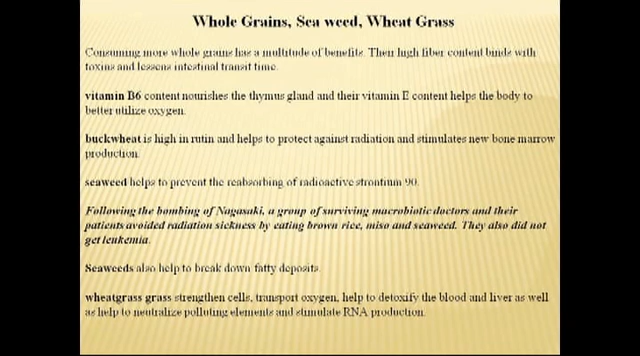 Whole Grains, Sea weed, Wheat Grass
Consuming more whole grains has a multitude of benefits. Their high fiber content binds with
toxins and lessens intestinal transit time.
vitamin B6 content nourishes the thymus gland and their vitamin E content helps the body to
better utilize oxygen.
buckwheat is high in rutin and helps to protect against radiation and stimulates new bone marrow
production.
seaweed helps to prevent the reabsorbing of radioactive strontium 90.
Following the bombing of Nagasaki, a group of surviving macrobiotic doctors and their
patients avoided radiation sickness by eating brown rice, miso and seaweed. They also did not
get leukemia.
Seaweeds also help to break down fatty deposits.
wheatgrass grass strengthen cells, transport oxygen, help to detoxify the blood and liver as well
as help to neutralize polluting elements and stimulate RNA production.